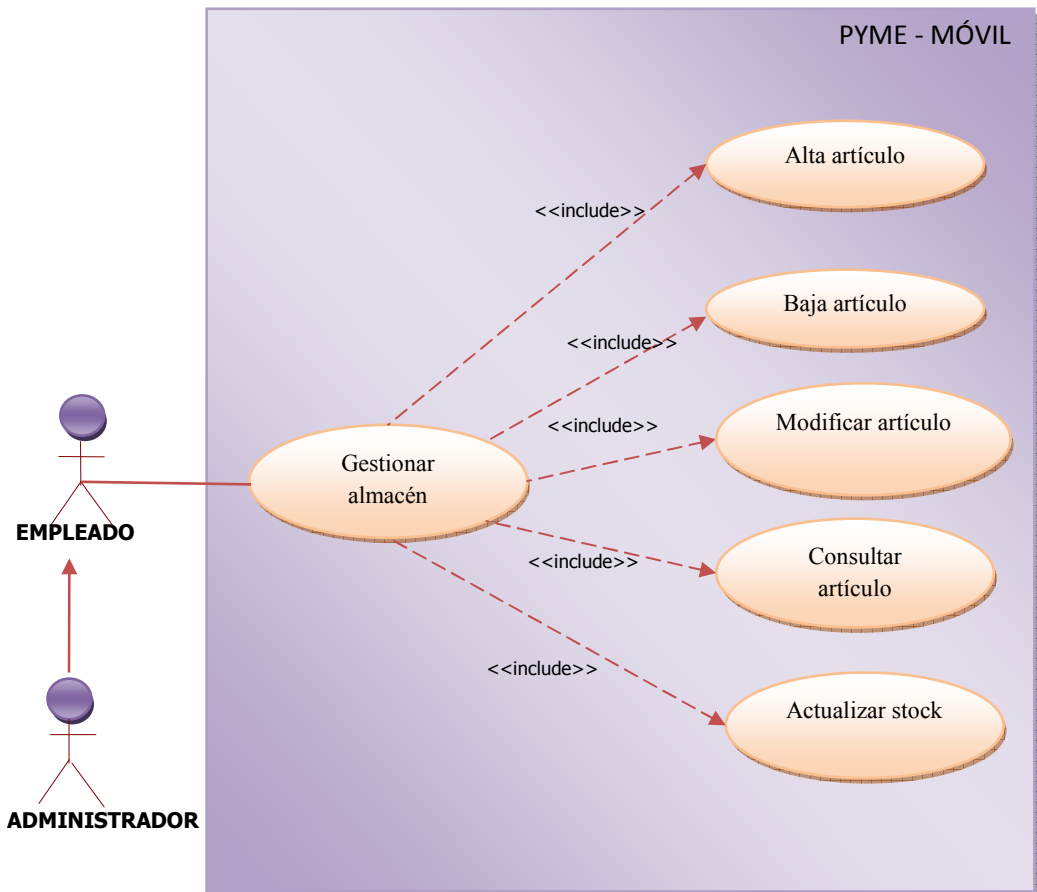 PYME - MÓVIL
Alta artículo
<<include>>
Baja artículo
<<include>>
Modificar artículo
<<include>>
Gestionar
almacén
EMPLEADO
Consultar
artículo
<<include>>
<<include>>
Actualizar stock
ADMINISTRADOR